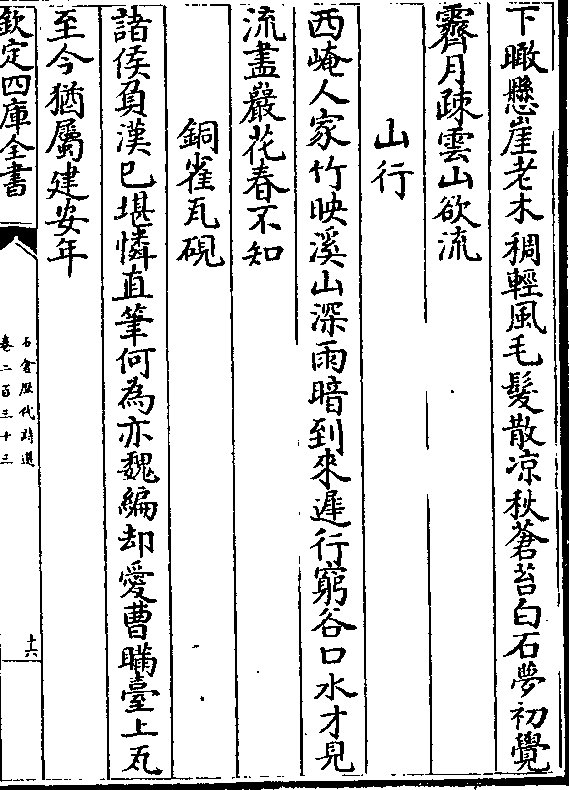 下瞰懸崖老木稠輕風毛髮散凉秋蒼苔白石夢初覺
霽月疎雲山欲流
山行
西崦人家竹映溪山深雨暗到來遲行窮谷口水才見
流盡巖花春不知
銅雀瓦硯
諸侯負漢已堪憐直筆何為亦魏編却愛曹瞞臺上瓦
至今猶屬建安年
欽定四庫全書
石倉歷代詩選
卷二百三十三
十六